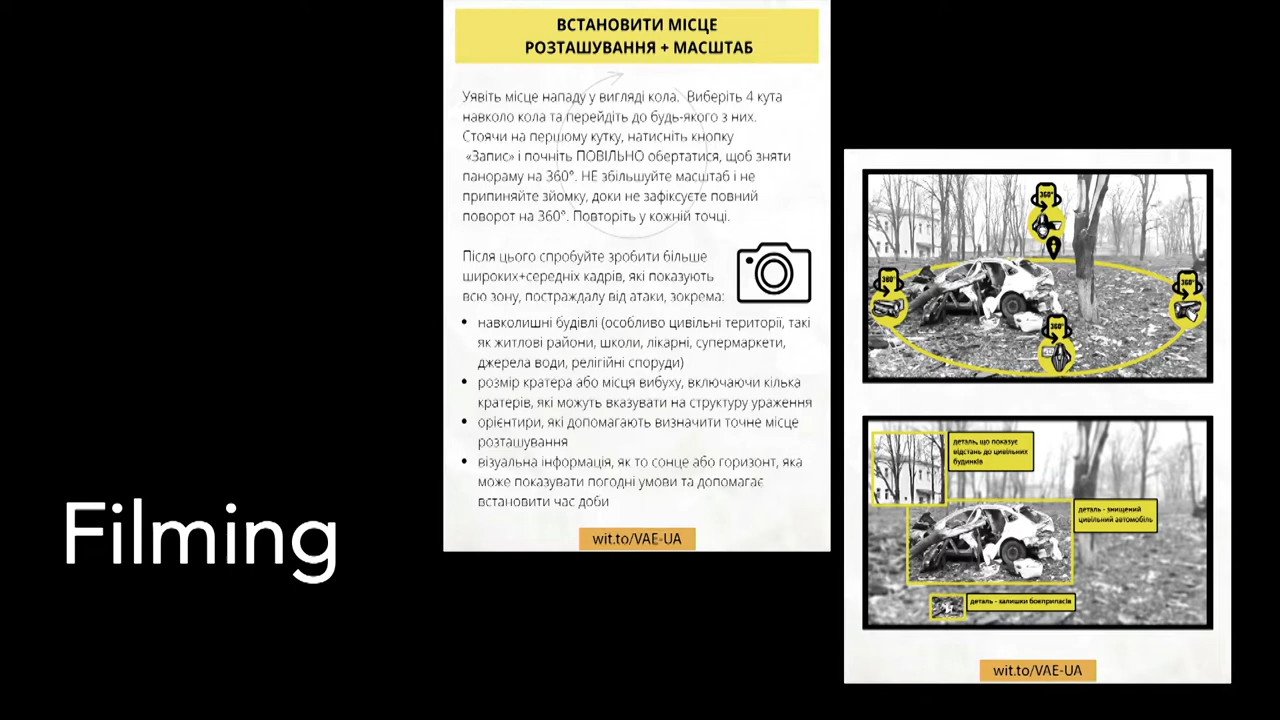 Filming
ВСТАНОВИТИ МІСЦЕ
РОЗТАШУВАННЯ + МАСШТАБ
Уявіть місце нападу у вигляді кола. Виберіть 4 кута
навколо кола та перейдіть до будь-якого з них.
Стоячи на першому кутку, натисніть кнопку
«Запис» і почніть ПОВІЛЬНО обертатися, щоб зняти
панораму на 360°. НЕ збільшуйте масштаб і не
припиняйте зйомку, доки не зафіксуєте повний
поворот на 360°. Повторіть у кожній точці.
Після цього спробуйте зробити більше
широких+середніх кадрів, які показують
всю зону, постраждалу від атаки, зокрема:
• навколишні будівлі (особливо цивільні території, такі
як житлові райони, школи, лікарні, супермаркети,
джерела води, релігійні споруди)
• розмір кратера або місця вибуху, включаючи кілька
кратерів, які можуть вказувати на структуру ураження
• орієнтири, які допомагають визначити точне місце
розташування
• візуальна інформація, як то сонце або горизонт, яка
може показувати погодні умови та допомагає
встановити час доби
wit.to/VAE-UA
360°
360°
360°
360°
деталь, що показує
відстань до цивільних
будинків
деталь - знищений
цивільний автомобіль
деталь - залишки боєприпасів
wit.to/VAE-UA